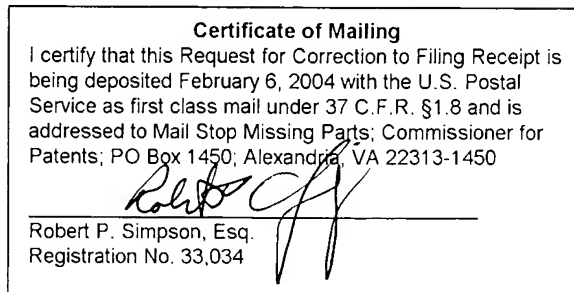 Certificate of Mailing
I certify that this Request for Correction to Filing Receipt is
being deposited February 6, 2004 with the U.S. Postal
Service as first class mail under 37 C.F.R. §1.8 and is
addressed to Mail Stop Missing Parts; Commissioner for
Patents; PO Box 1450; Alexandria, VA 22313-1450
Robert P. Simpson, Esq.
Registration No. 33,034